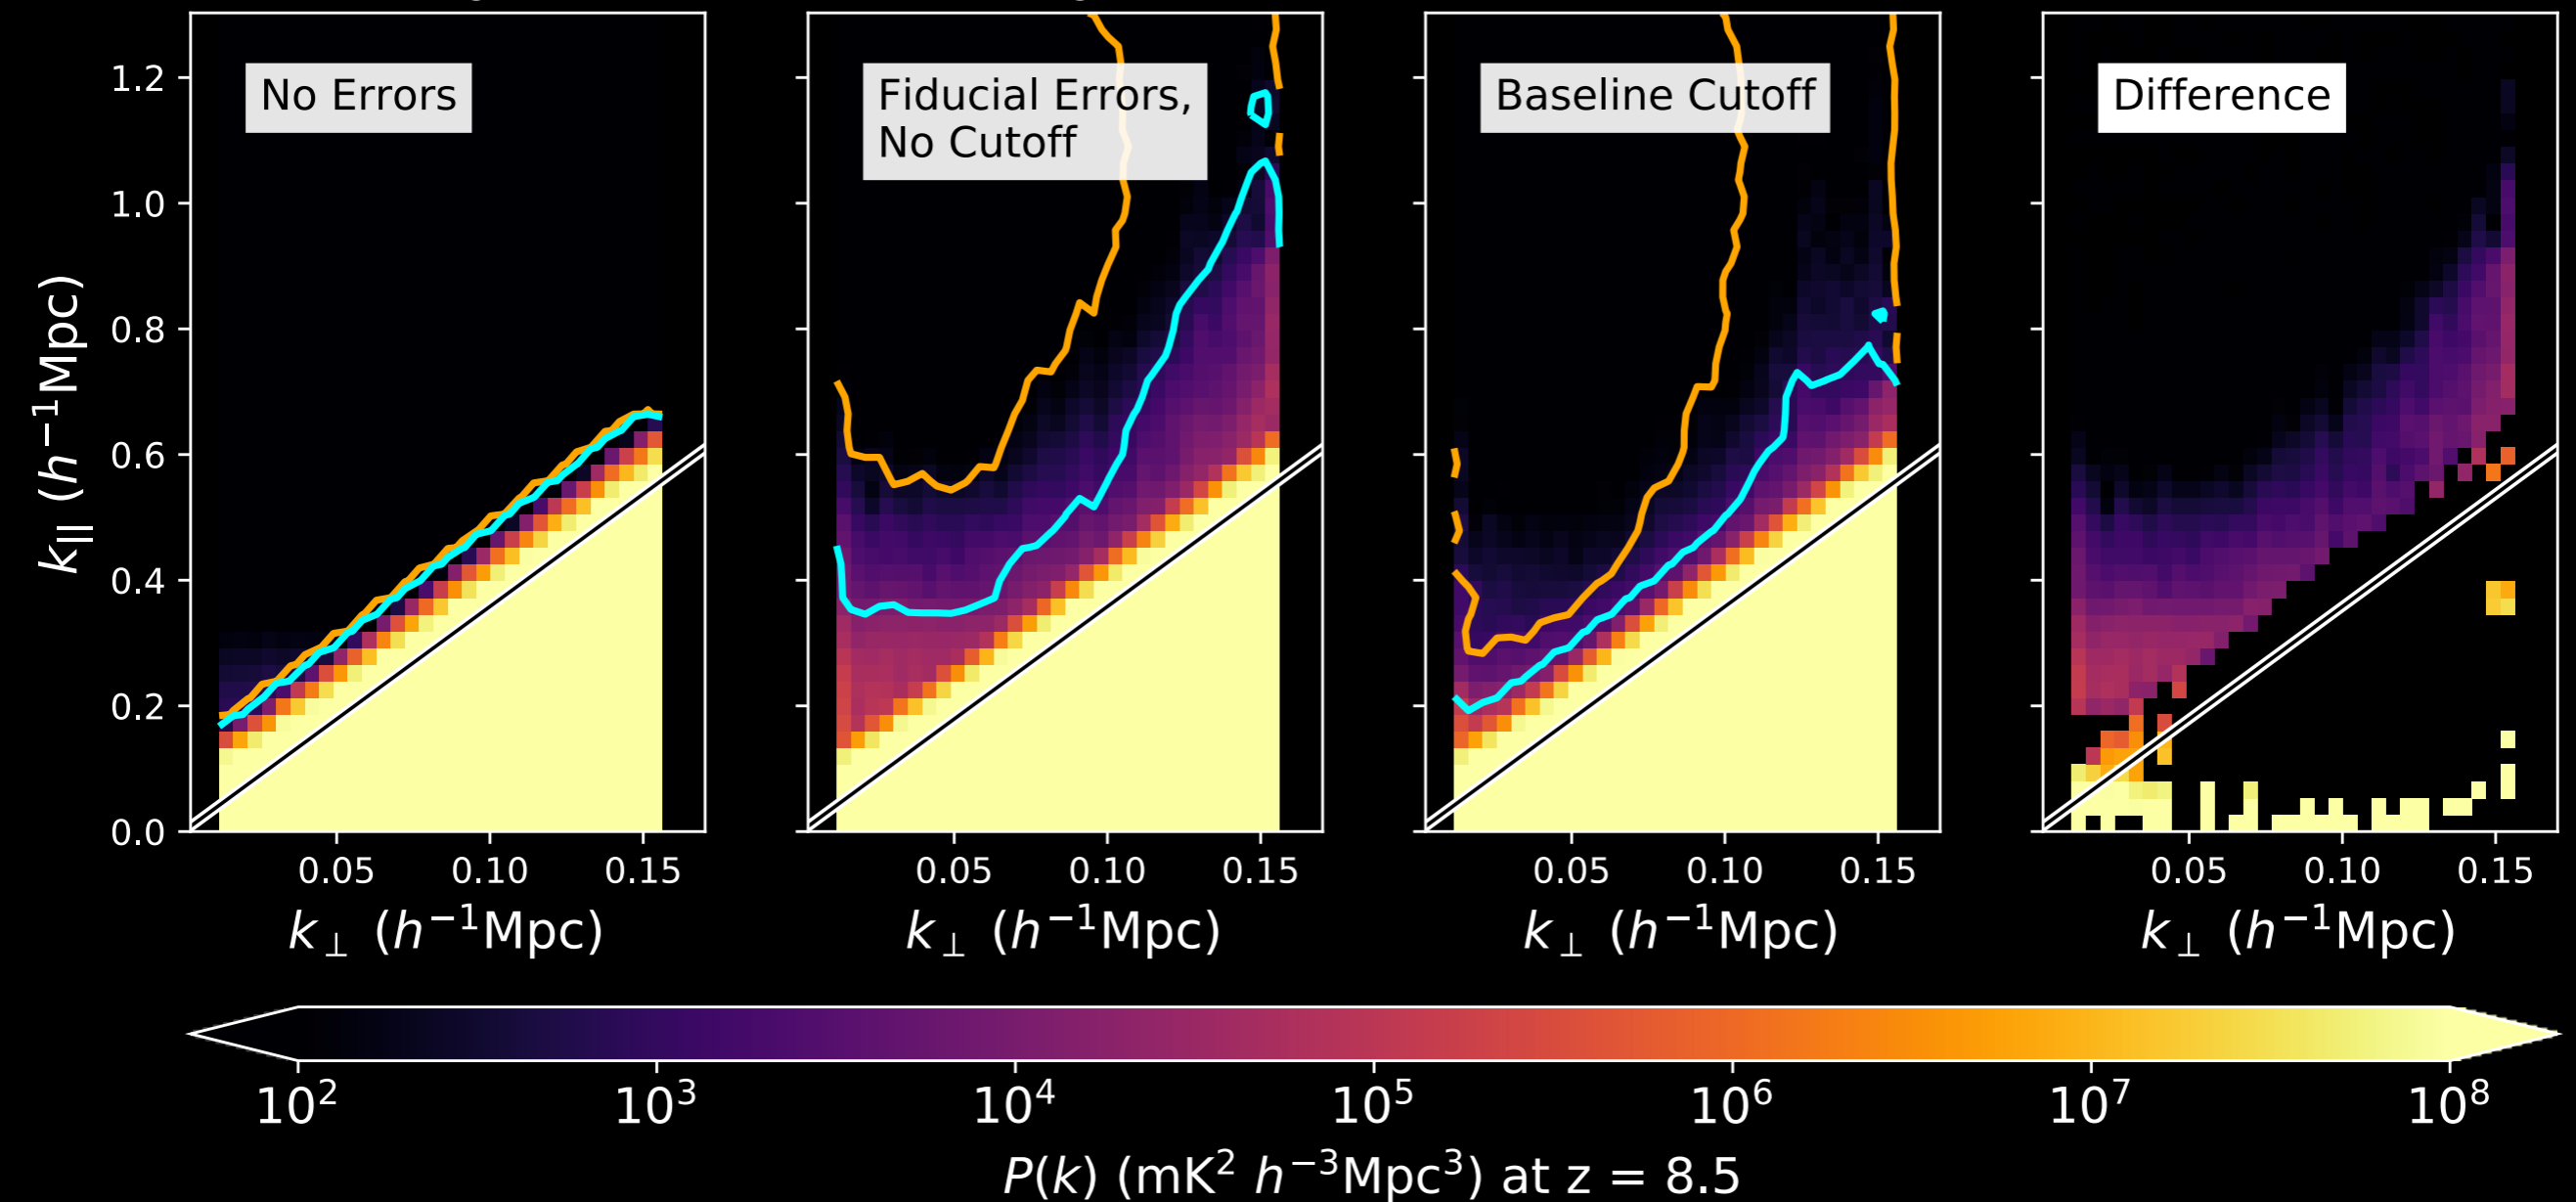 No Errors
Fiducial Errors,
No Cutoff
Baseline Cutoff
Difference
k|| (h⁻¹Mpc)
1.2
1.0
0.8
0.6
0.4
0.2
0.0
0.05 0.10 0.15
0.05 0.10 0.15
0.05 0.10 0.15
0.05 0.10 0.15
k⊥ (h⁻¹Mpc)
k⊥ (h⁻¹Mpc)
k⊥ (h⁻¹Mpc)
k⊥ (h⁻¹Mpc)
10² 10³ 10⁴ 10⁵ 10⁶ 10⁷ 10⁸
P(k) (mK² h⁻³Mpc³) at z = 8.5